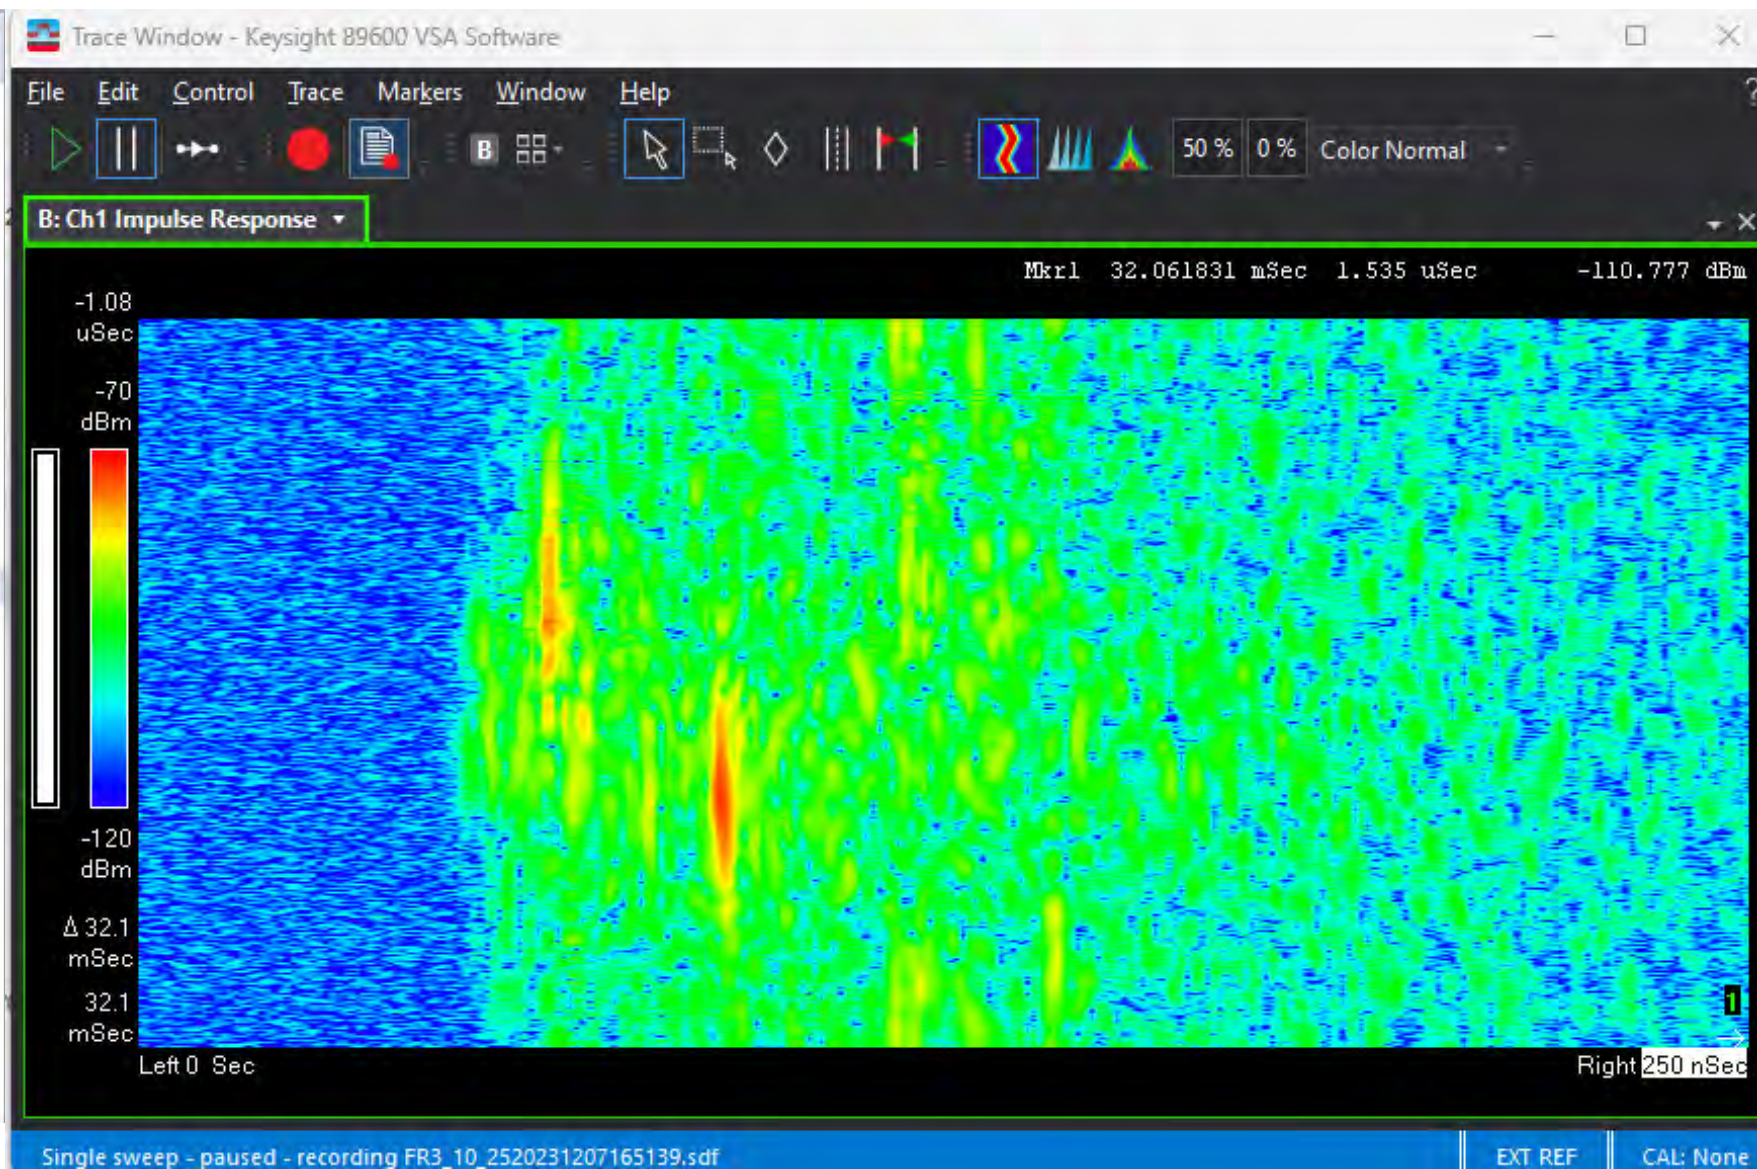 Trace Window - Keysight 89600 VSA Software
File Edit Control Trace Markers Window Help ?
B 50 % 0 % Color Normal
B: Ch1 Impulse Response
Mkr1 32.061831 mSec 1.535 uSec -110.777 dBm
-1.08
uSec
-70
dBm
-120
dBm
Δ 32.1
mSec
32.1
mSec
1
Left 0 Sec Right 250 nSec
Single sweep - paused - recording FR3_10_2520231207165139.sdf EXT REF CAL: None